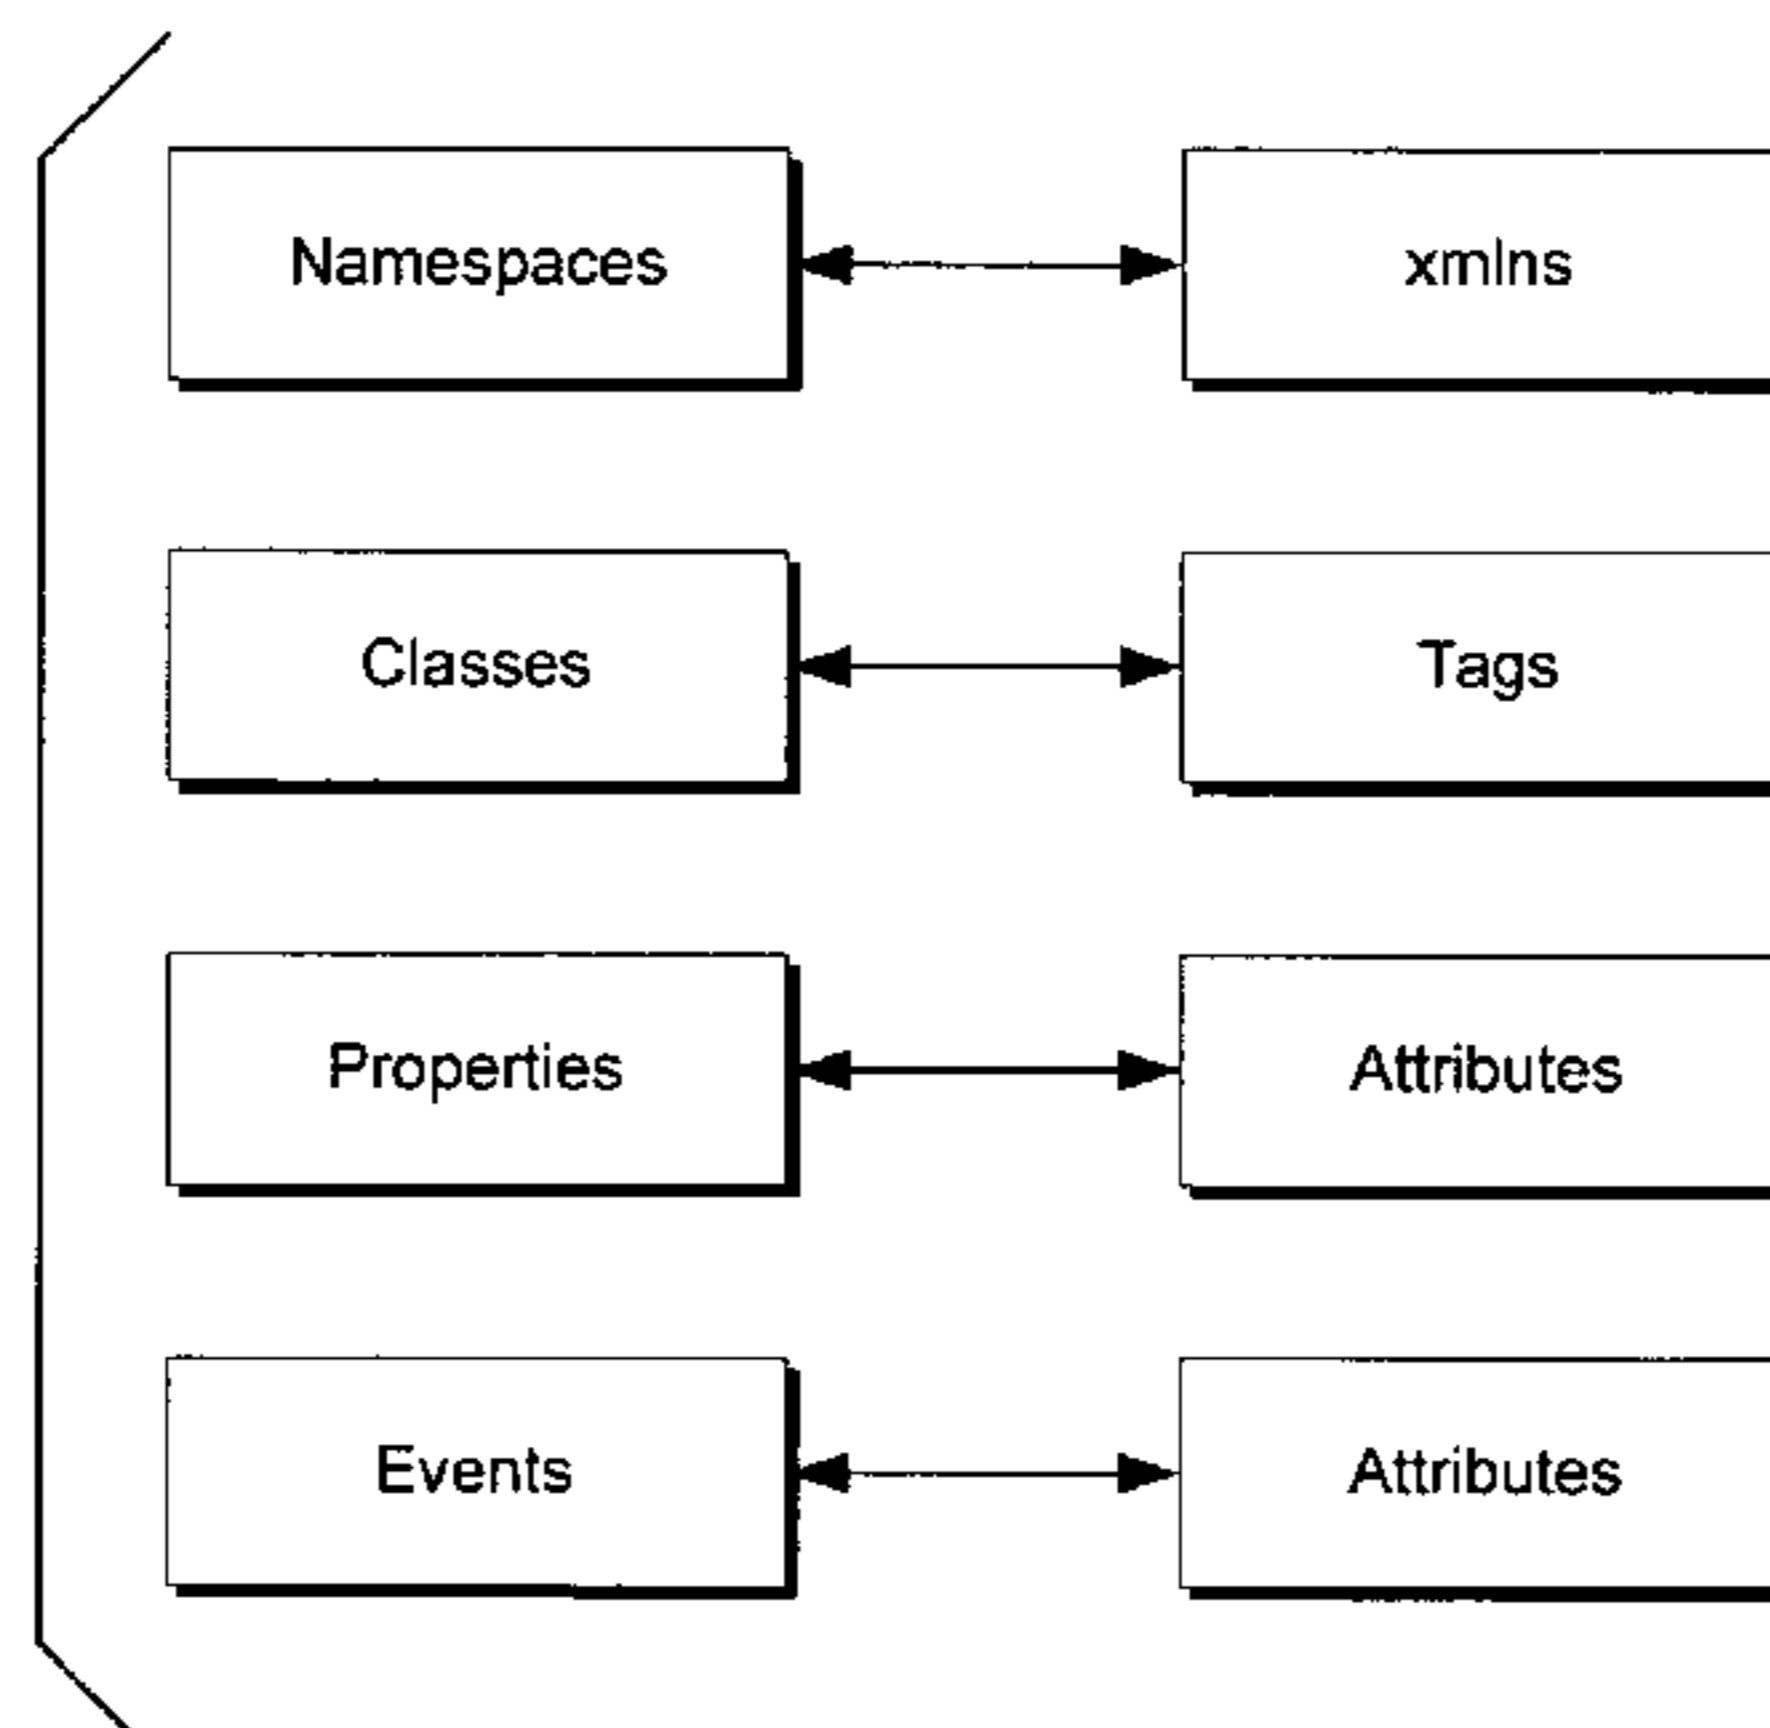 Namespaces xmlns
Classes Tags
Properties Attributes
Events Attributes